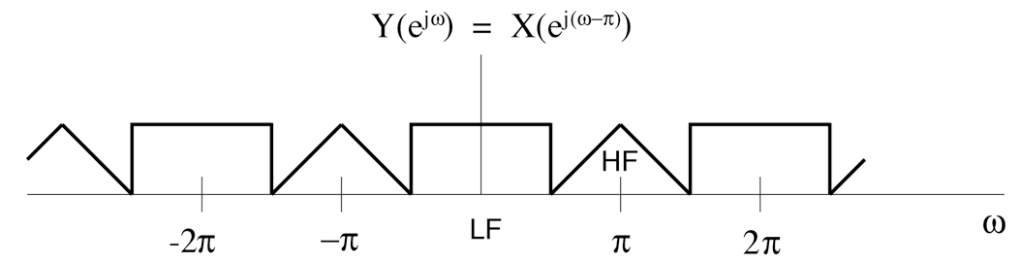 Y(e^{jω}) = X(e^{j(ω−π)})
HF
-2π −π LF π 2π ω